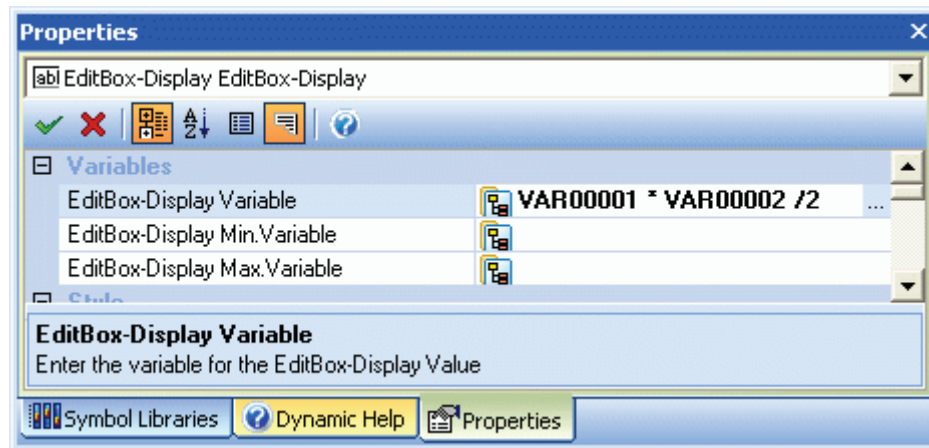 Properties
EditBox-Display EditBox-Display
Variables
EditBox-Display Variable VAR00001 * VAR00002 /2 ...
EditBox-Display Min.Variable
EditBox-Display Max.Variable
Style
EditBox-Display Variable
Enter the variable for the EditBox-Display Value
Symbol Libraries Dynamic Help Properties